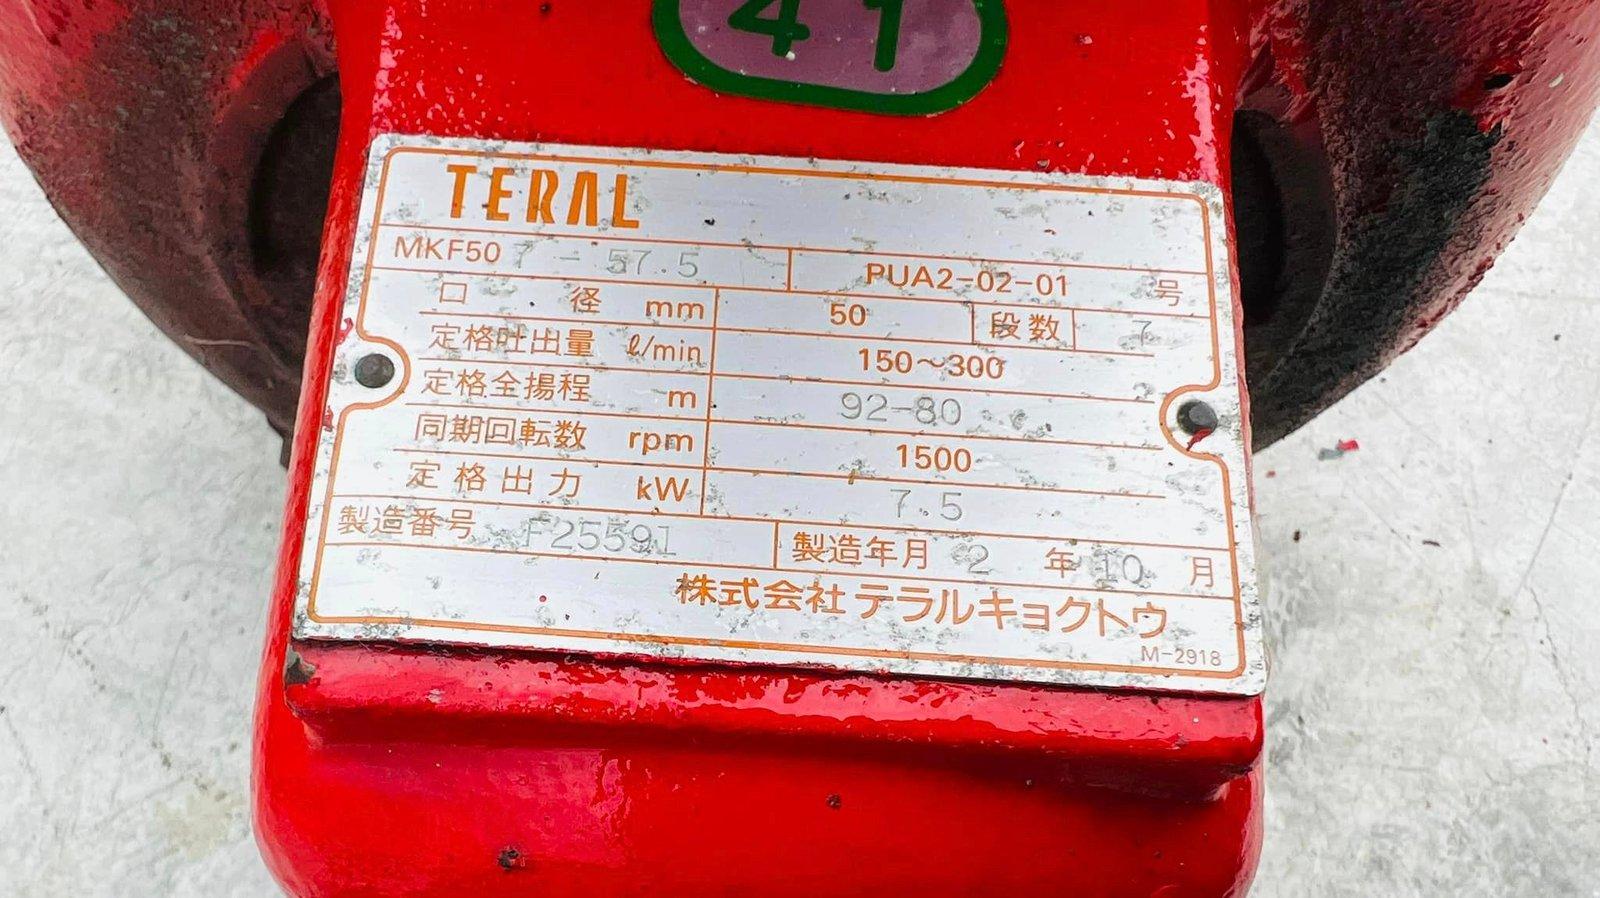 41
TERAL
MKF50 7-57.5 PUA2-02-01 号
口径 mm 50 段数 7
定格吐出量 ℓ/min 150~300
定格全揚程 m 92-80
同期回転数 rpm 1500
定格出力 kW 7.5
製造番号 F25591 製造年月 2 年 10 月
株式会社テラルキョクトウ
M-2918